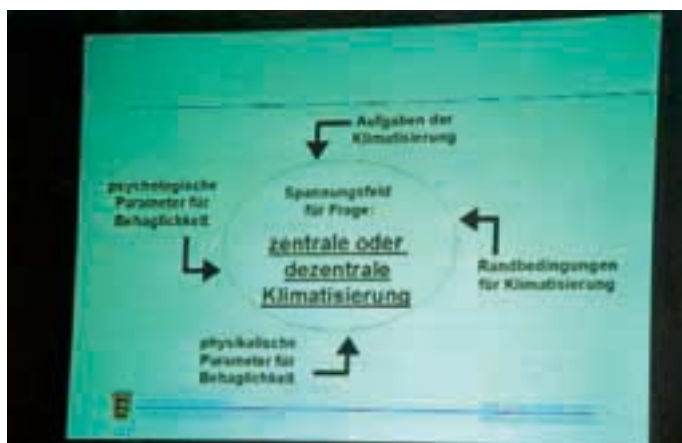 Aufgaben der
Klimatisierung
psychologische
Parameter für
Behaglichkeit
Spannungsfeld
für Frage:
zentrale oder
dezentrale
Klimatisierung
Randbedingungen
für Klimatisierung
physikalische
Parameter für
Behaglichkeit